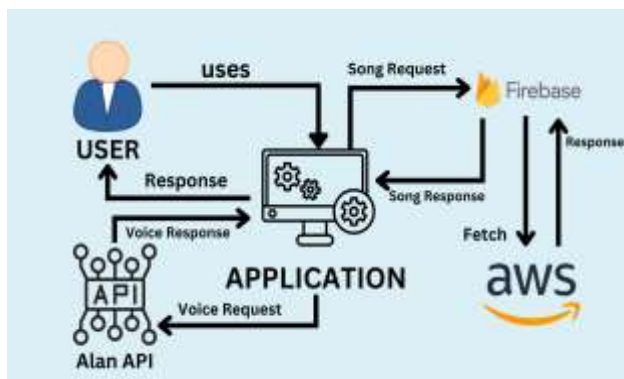 uses
Song Request
Firebase
USER
Response
Response
Song Response
Voice Response
Fetch
API
APPLICATION
aws
Voice Request
Alan API